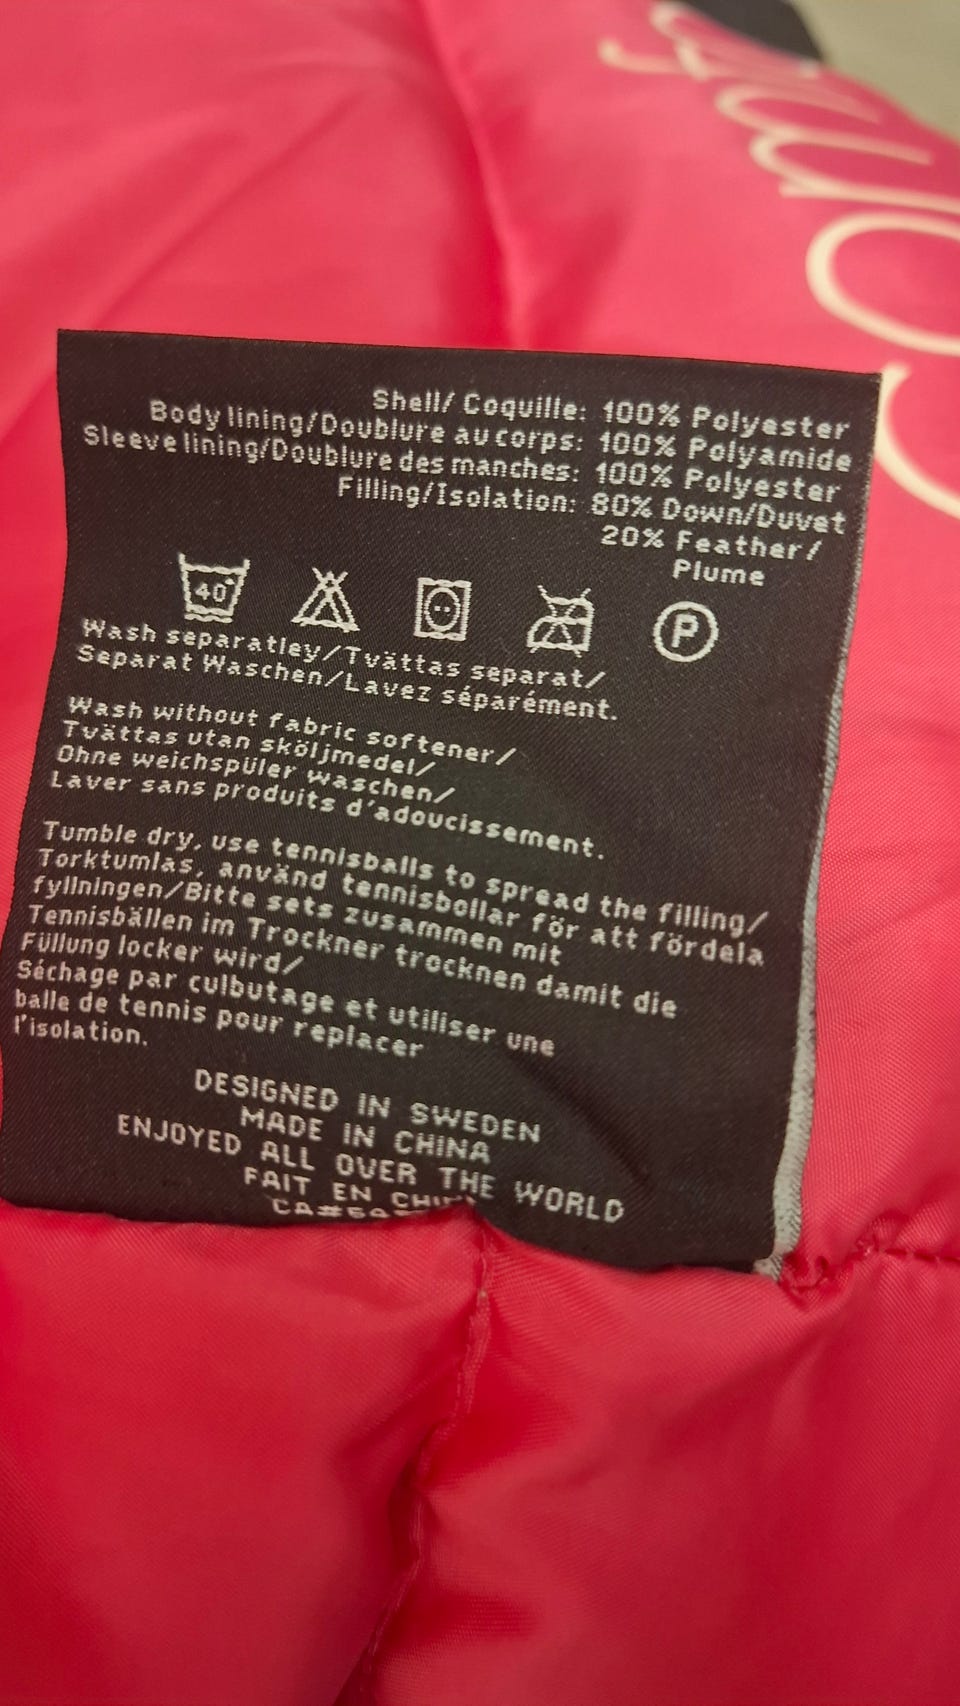 Shell/ Coquille: 100% Polyester
Body lining/Doublure au corps: 100% Polyamide
Sleeve lining/Doublure des manches: 100% Polyester
Filling/Isolation: 80% Down/Duvet
20% Feather/
Plume
40°
P
Wash separatley/Tvättas separat/
Separat Waschen/Lavez séparément.
Wash without fabric softener/
Tvättas utan sköljmedel/
Ohne weichspüler waschen/
Laver sans produits d'adoucissement.
Tumble dry, use tennisballs to spread the filling/
Torktumlas, använd tennisbollar för att fördela
fyllningen/Bitte sets zusammen mit
Tennisbällen im Trockner trocknen damit die
Füllung locker wird/
Séchage par culbutage et utiliser une
balle de tennis pour replacer
l'isolation.
DESIGNED IN SWEDEN
MADE IN CHINA
ENJOYED ALL OVER THE WORLD
FAIT EN